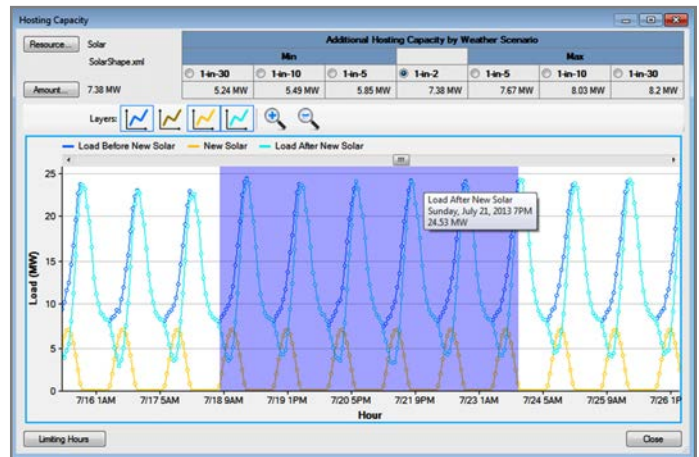 Hosting Capacity
Resource... Solar
SolarShape.xml
Amount... 7.38 MW
Additional Hosting Capacity by Weather Scenario
Min Max
1-in-30 1-in-10 1-in-5 1-in-2 1-in-5 1-in-10 1-in-30
5.24 MW 5.49 MW 5.85 MW 7.38 MW 7.67 MW 8.03 MW 8.2 MW
Layers:
Load Before New Solar New Solar Load After New Solar
25
20
15
10
5
0
Load (MW)
Load After New Solar
Sunday, July 21, 2013 7PM
24.53 MW
7/16 1AM 7/17 5AM 7/18 9AM 7/19 1PM 7/20 5PM 7/21 9PM 7/23 1AM 7/24 5AM 7/25 9AM 7/26 1P
Hour
Limiting Hours Close